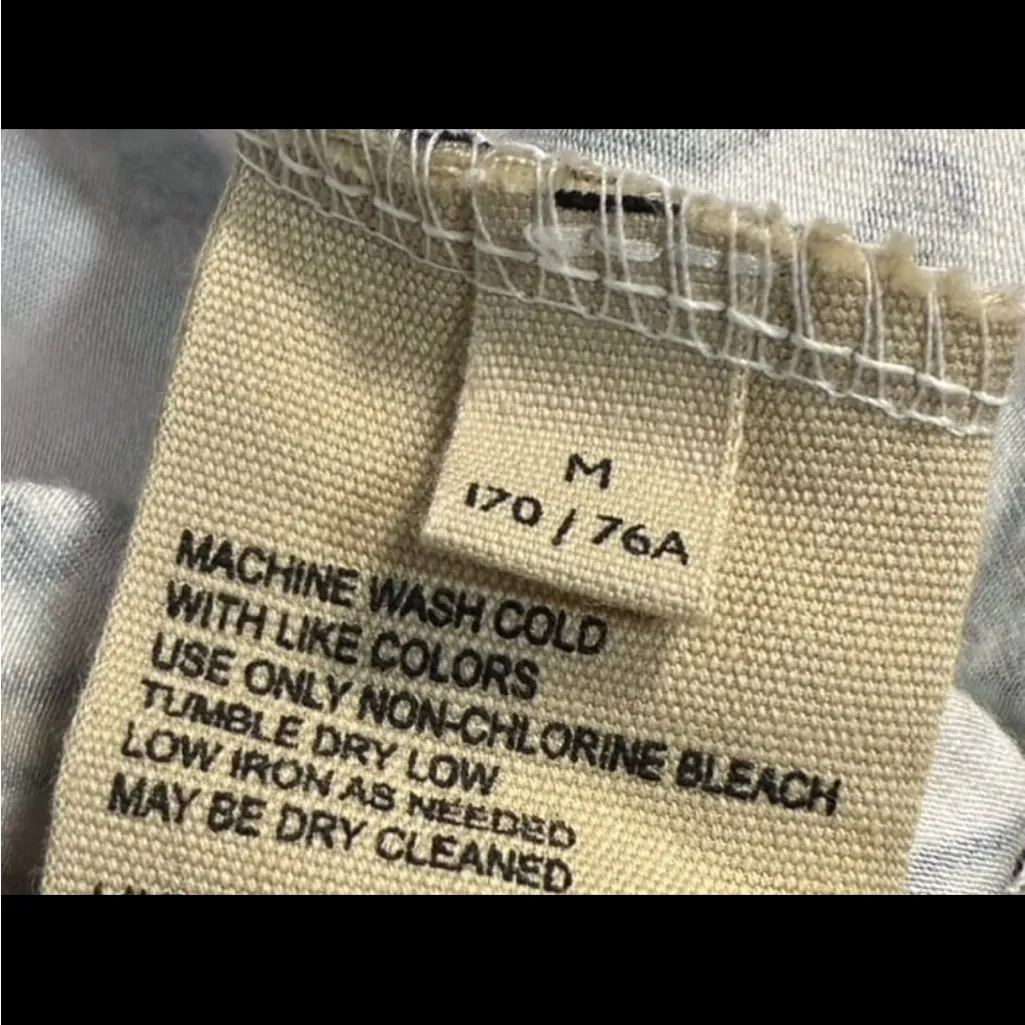 M
170 / 76A
MACHINE WASH COLD
WITH LIKE COLORS
USE ONLY NON-CHLORINE BLEACH
TUMBLE DRY LOW
LOW IRON AS NEEDED
MAY BE DRY CLEANED